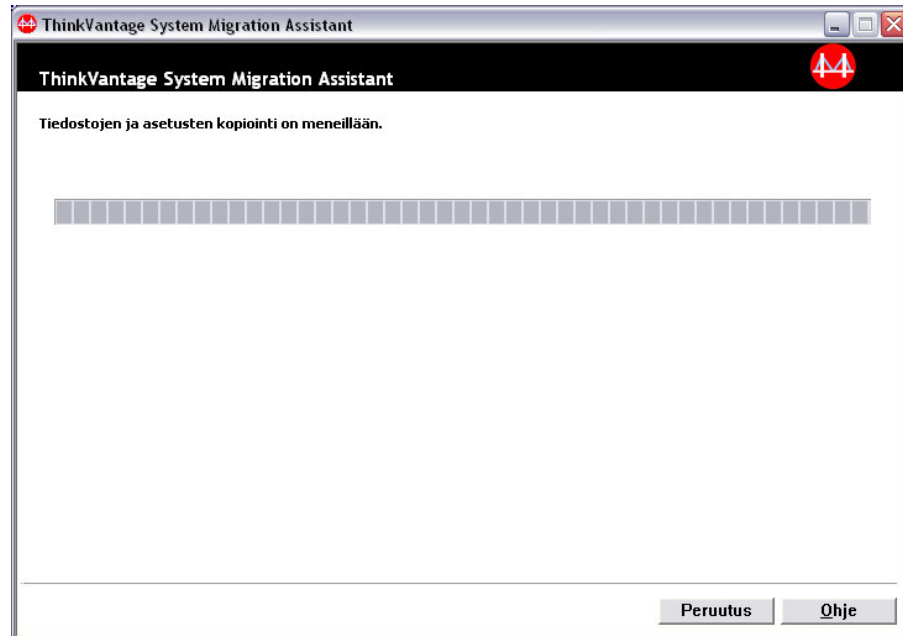 ThinkVantage System Migration Assistant
ThinkVantage System Migration Assistant
Tiedostojen ja asetusten kopiointi on meneillään.
Peruutus Ohje